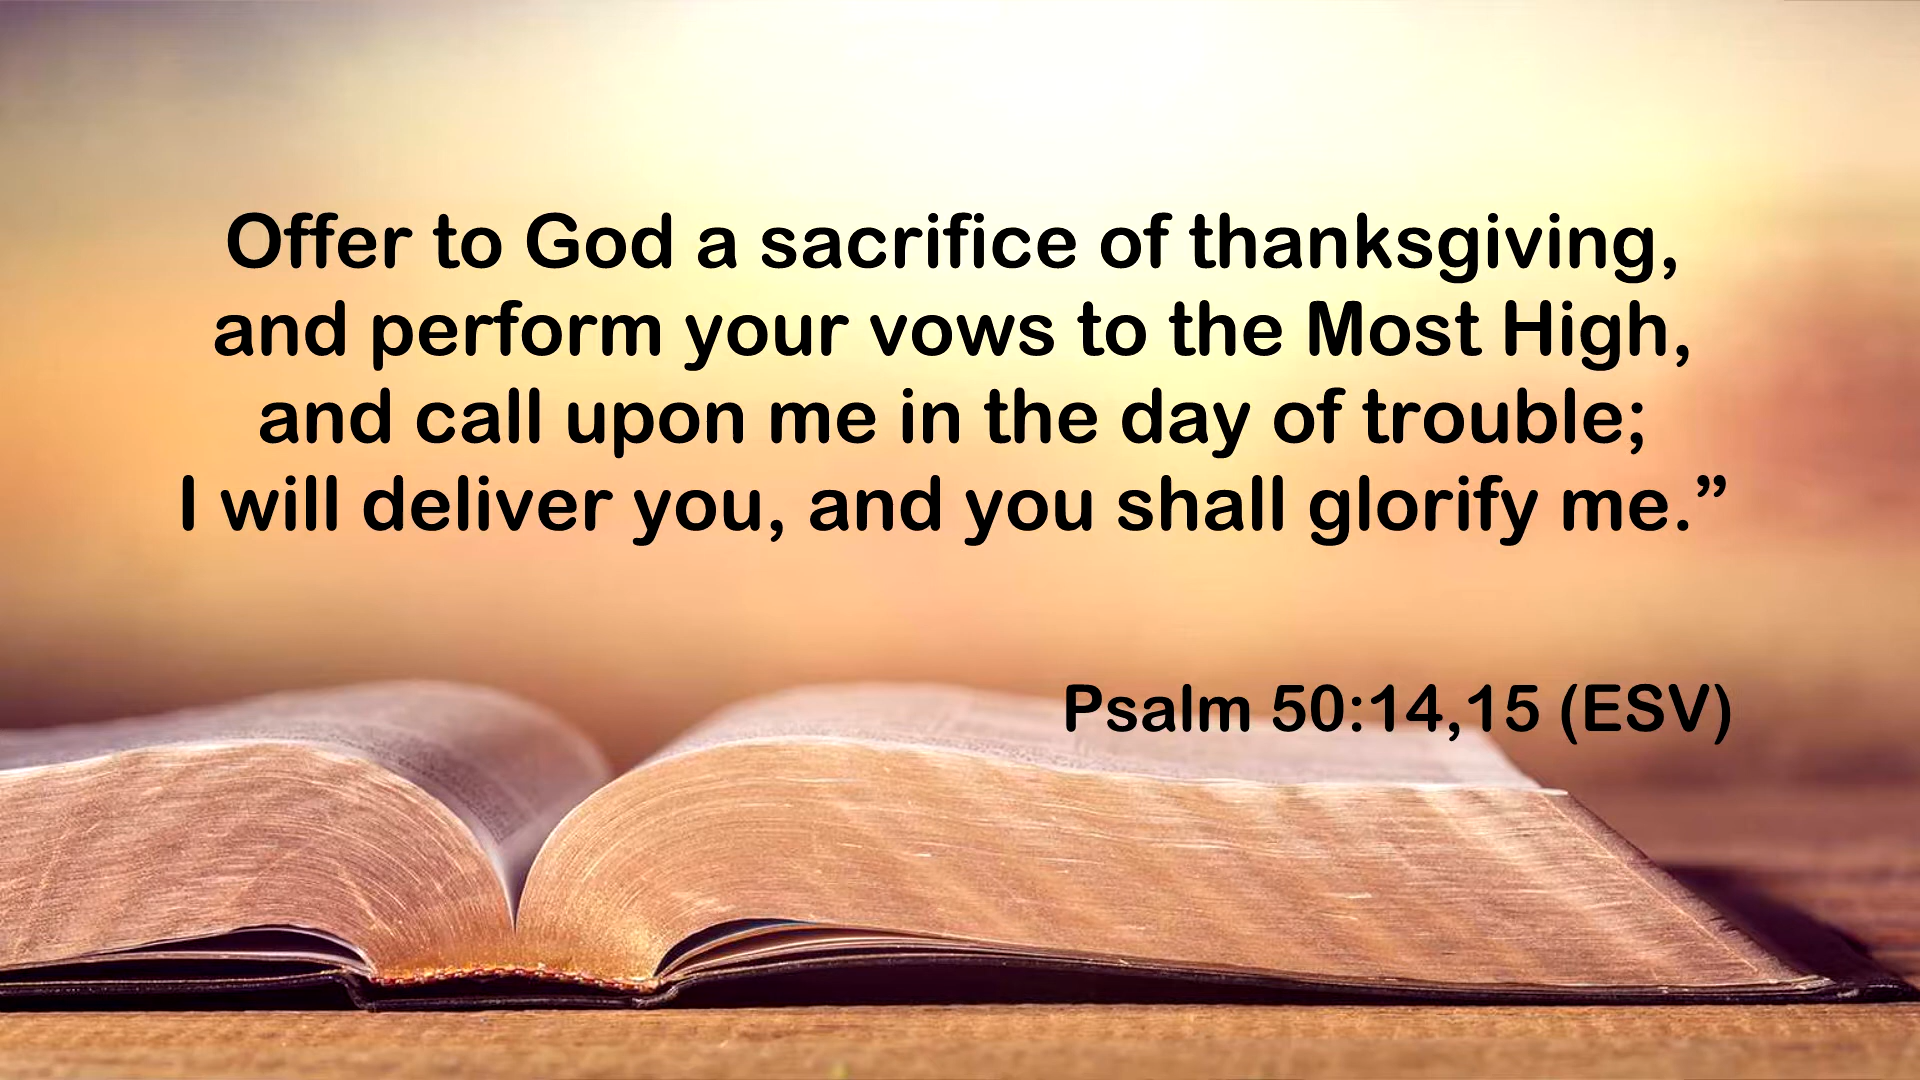 Offer to God a sacrifice of thanksgiving,
and perform your vows to the Most High,
and call upon me in the day of trouble;
I will deliver you, and you shall glorify me.”
Psalm 50:14,15 (ESV)